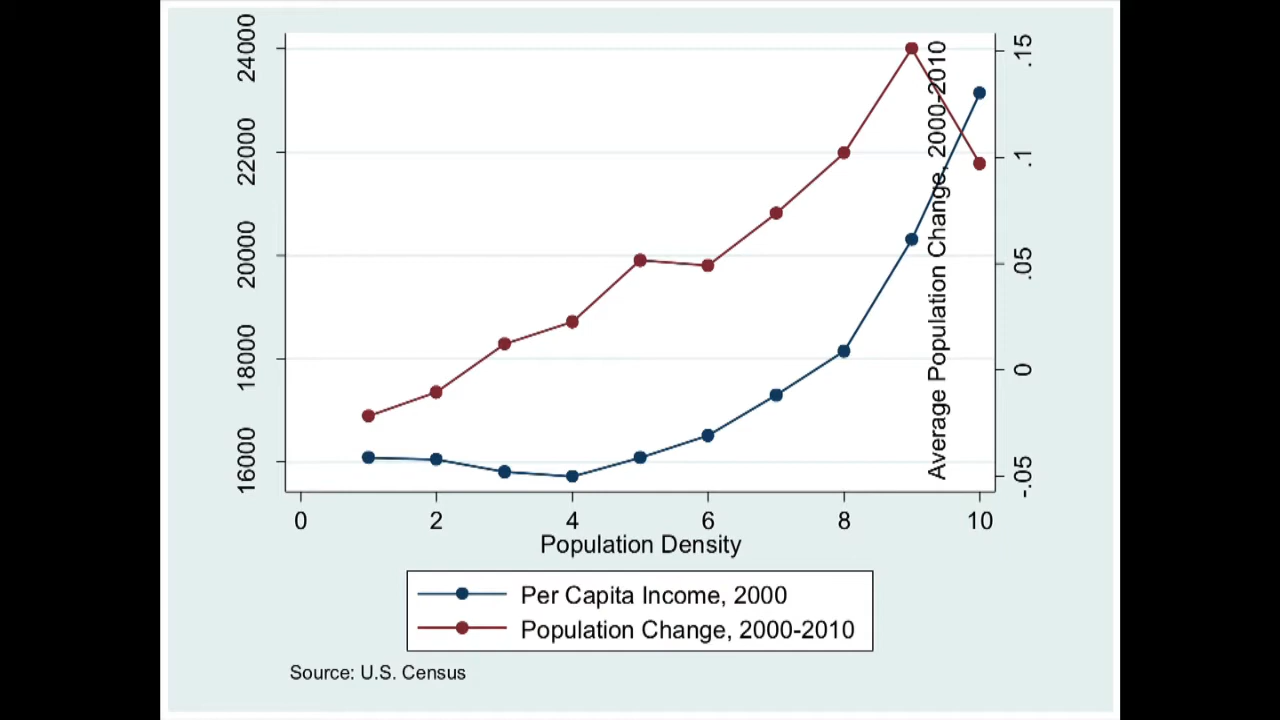 24000
22000
20000
18000
16000
Average Population Change, 2000-2010
.15
.1
.05
0
-.05
0 2 4 6 8 10
Population Density
Per Capita Income, 2000
Population Change, 2000-2010
Source: U.S. Census